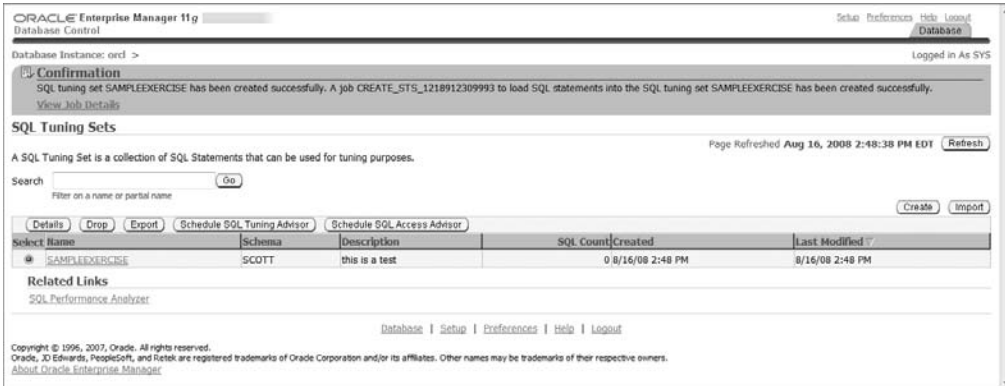 ORACLE Enterprise Manager 11g
Database Control
Setup Preferences Help Logout
Database
Database Instance: orcl >
Logged in As SYS
Confirmation
SQL tuning set SAMPLEEXERCISE has been created successfully. A job CREATE_STS_1218912309993 to load SQL statements into the SQL tuning set SAMPLEEXERCISE has been created successfully.
View Job Details
SQL Tuning Sets
Page Refreshed Aug 16, 2008 2:48:38 PM EDT Refresh
A SQL Tuning Set is a collection of SQL Statements that can be used for tuning purposes.
Search Go
Filter on a name or partial name
Create Import
Details Drop Export Schedule SQL Tuning Advisor Schedule SQL Access Advisor
Select Name Schema Description SQL Count Created Last Modified
SAMPLEEXERCISE SCOTT this is a test 0 8/16/08 2:48 PM 8/16/08 2:48 PM
Related Links
SQL Performance Analyzer
Database | Setup | Preferences | Help | Logout
Copyright © 1996, 2007, Oracle. All rights reserved.
Oracle, JD Edwards, PeopleSoft, and Retek are registered trademarks of Oracle Corporation and/or its affiliates. Other names may be trademarks of their respective owners.
About Oracle Enterprise Manager